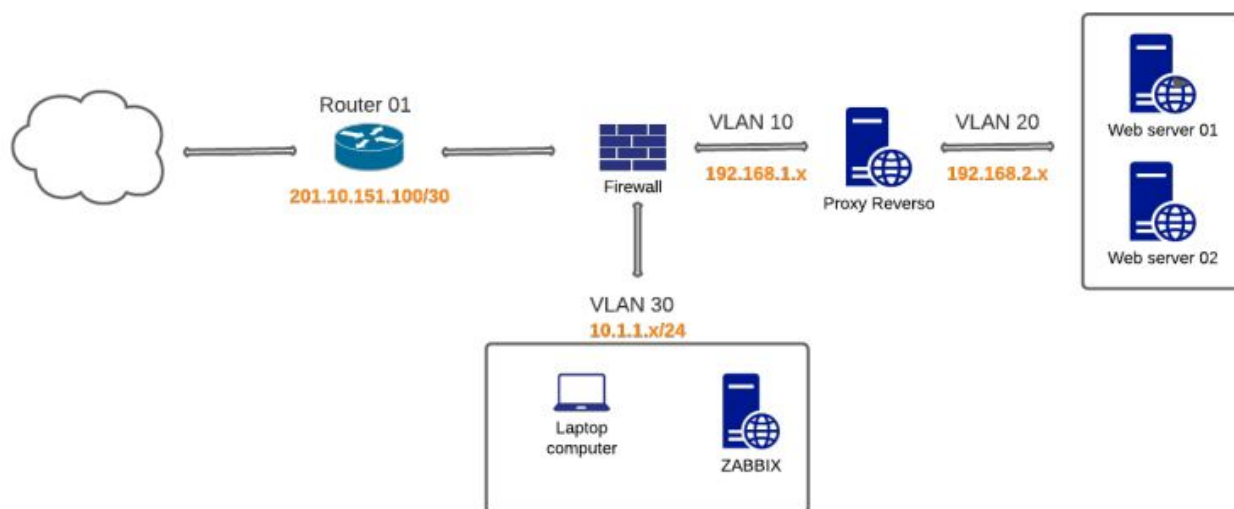 Router 01
201.10.151.100/30
Firewall
VLAN 10
192.168.1.x
Proxy Reverso
VLAN 20
192.168.2.x
Web server 01
Web server 02
VLAN 30
10.1.1.x/24
Laptop
computer
ZABBIX